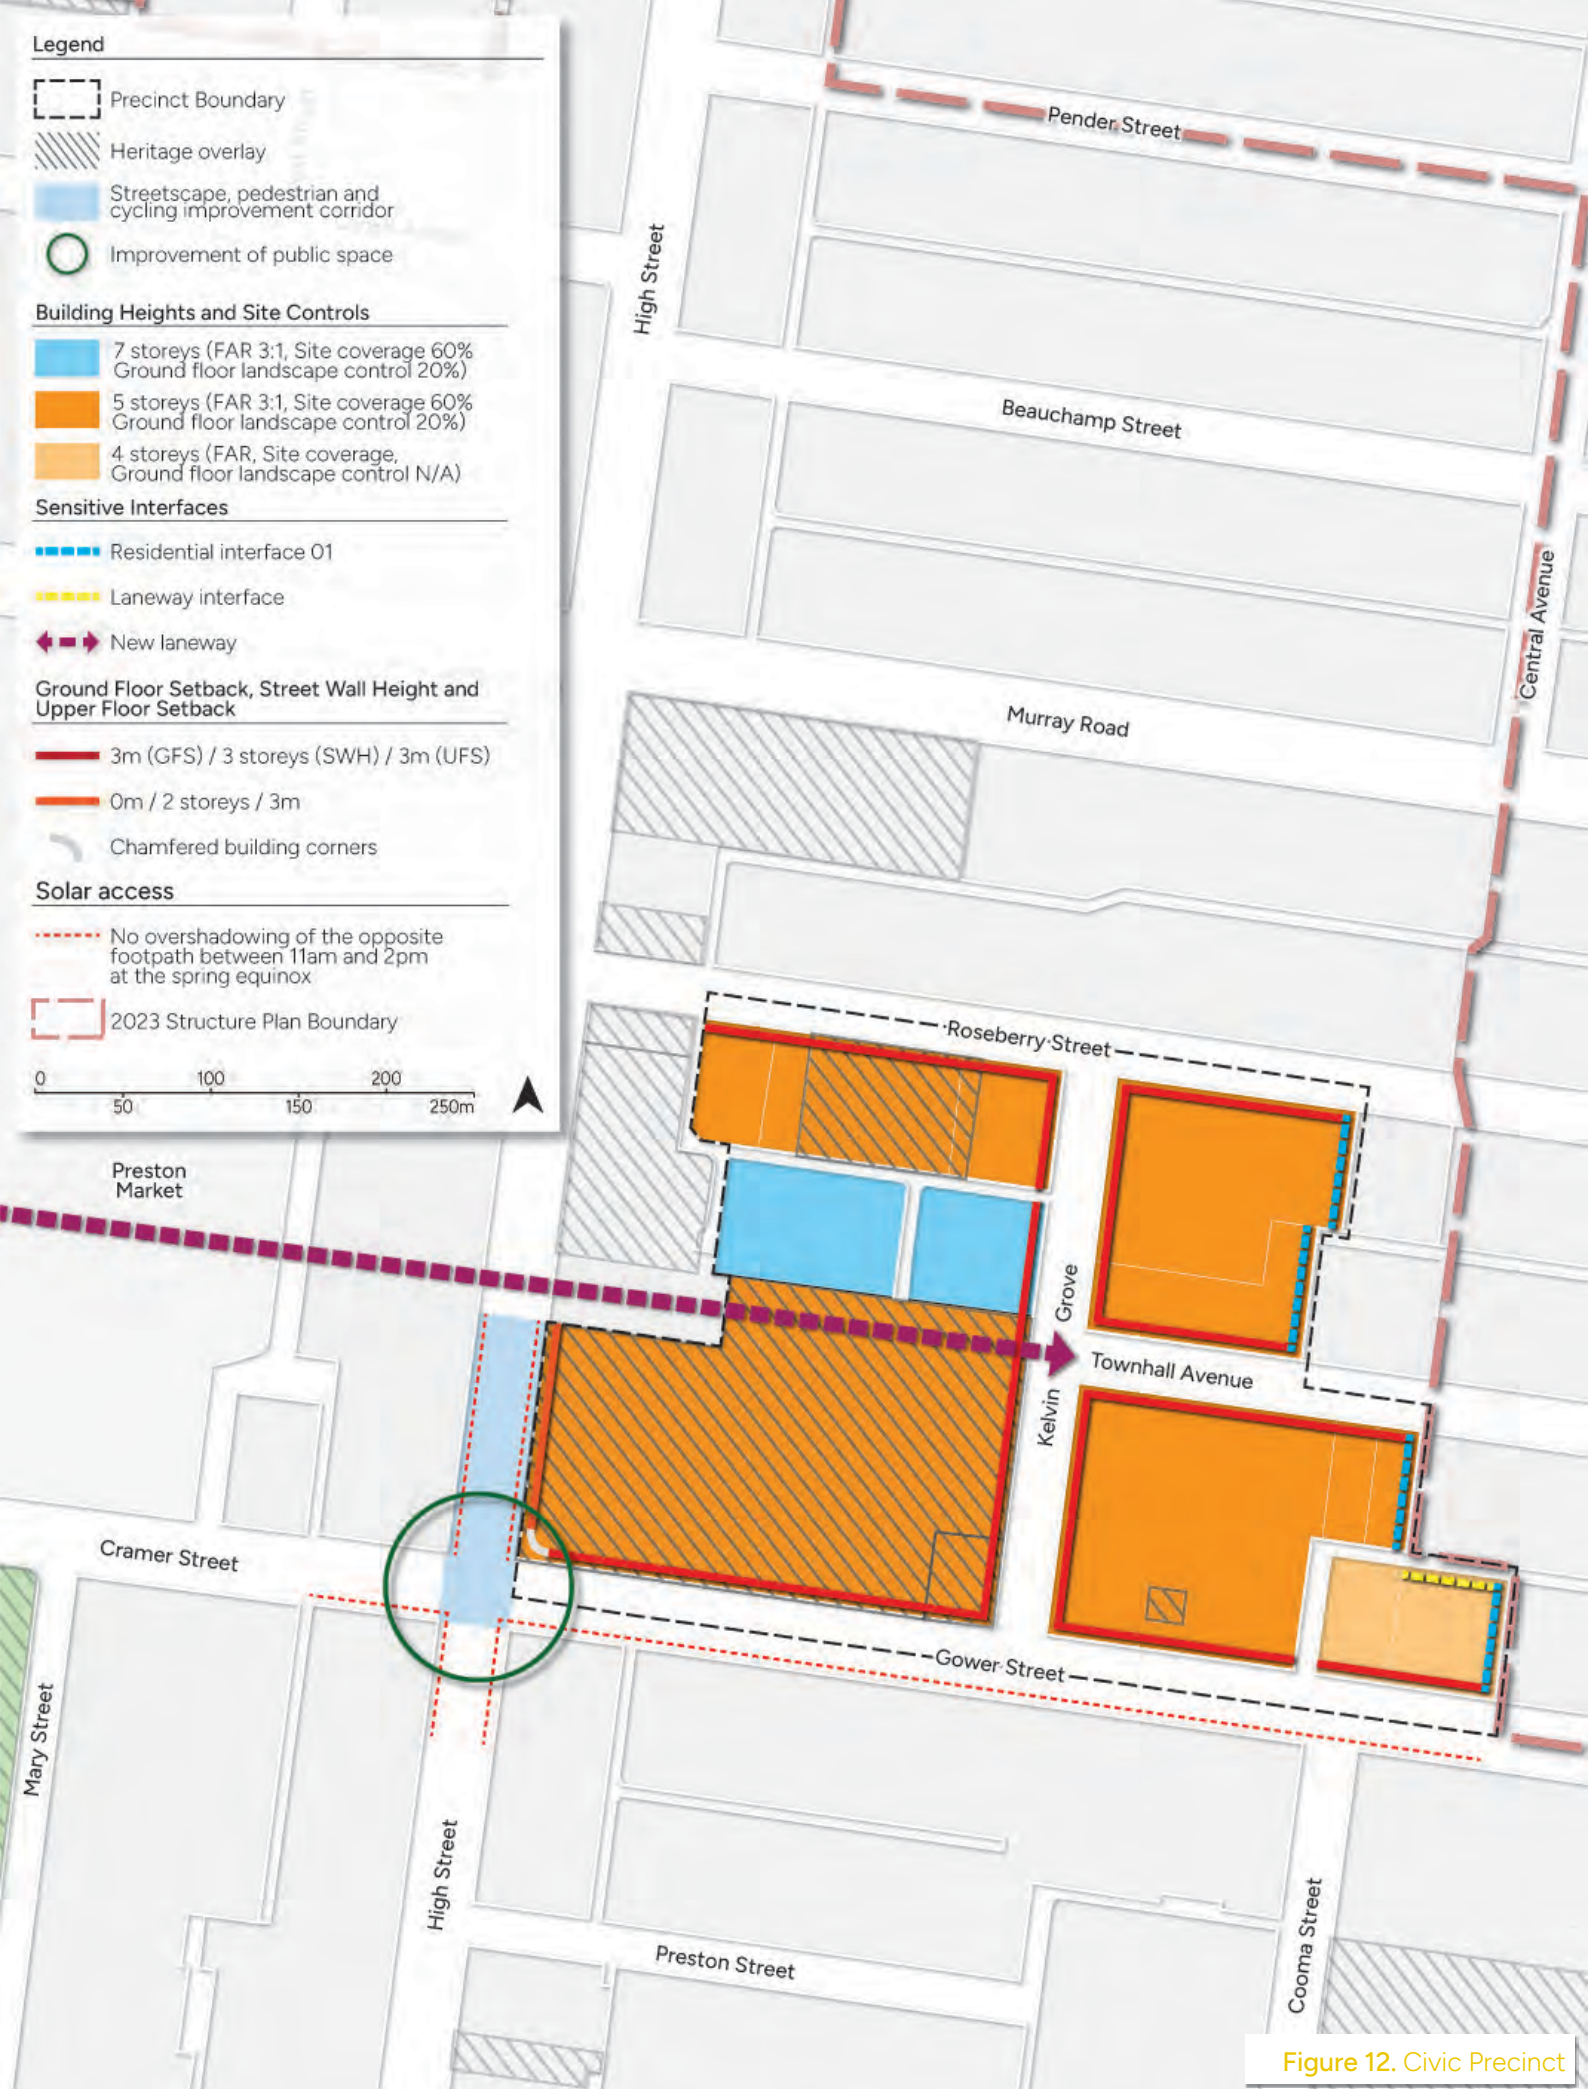 Legend
Precinct Boundary
Heritage overlay
Streetscape, pedestrian and
cycling improvement corridor
Improvement of public space
Building Heights and Site Controls
7 storeys (FAR 3:1, Site coverage 60%
Ground floor landscape control 20%)
5 storeys (FAR 3:1, Site coverage 60%
Ground floor landscape control 20%)
4 storeys (FAR, Site coverage,
Ground floor landscape control N/A)
Sensitive Interfaces
Residential interface 01
Laneway interface
New laneway
Ground Floor Setback, Street Wall Height and
Upper Floor Setback
3m (GFS) / 3 storeys (SWH) / 3m (UFS)
0m / 2 storeys / 3m
Chamfered building corners
Solar access
No overshadowing of the opposite
footpath between 11am and 2pm
at the spring equinox
2023 Structure Plan Boundary
0 100 200
50 150 250m
Pender Street
High Street
Beauchamp Street
Central Avenue
Murray Road
Roseberry Street
Preston
Market
Kelvin Grove
Townhall Avenue
Cramer Street
Gower Street
Mary Street
High Street
Preston Street
Cooma Street
Figure 12. Civic Precinct